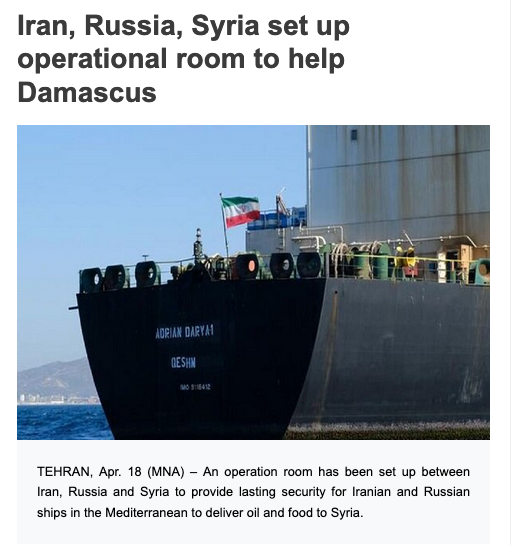 Iran, Russia, Syria set up
operational room to help
Damascus
ADRIAN DARYA1
QESHM
TEHRAN, Apr. 18 (MNA) – An operation room has been set up between
Iran, Russia and Syria to provide lasting security for Iranian and Russian
ships in the Mediterranean to deliver oil and food to Syria.